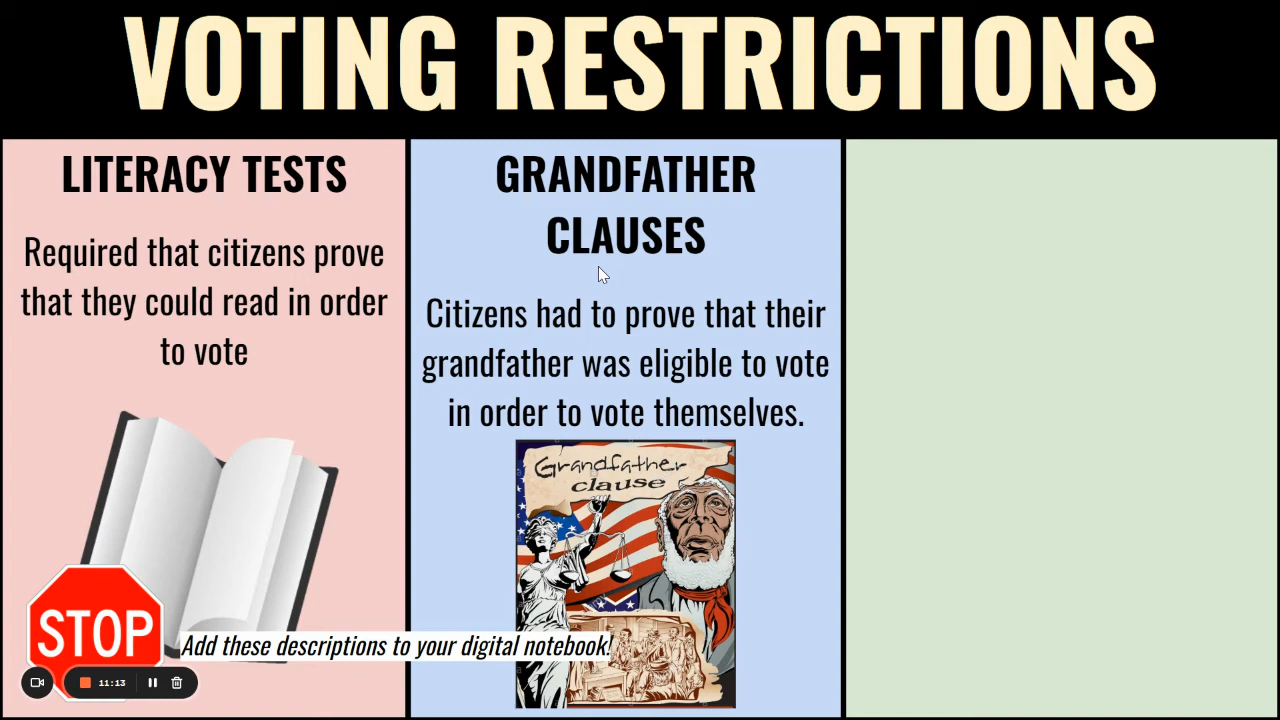 VOTING RESTRICTIONS
LITERACY TESTS
Required that citizens prove
that they could read in order
to vote
GRANDFATHER
CLAUSES
Citizens had to prove that their
grandfather was eligible to vote
in order to vote themselves.
Grandfather
clause
STOP
Add these descriptions to your digital notebook!
11:13